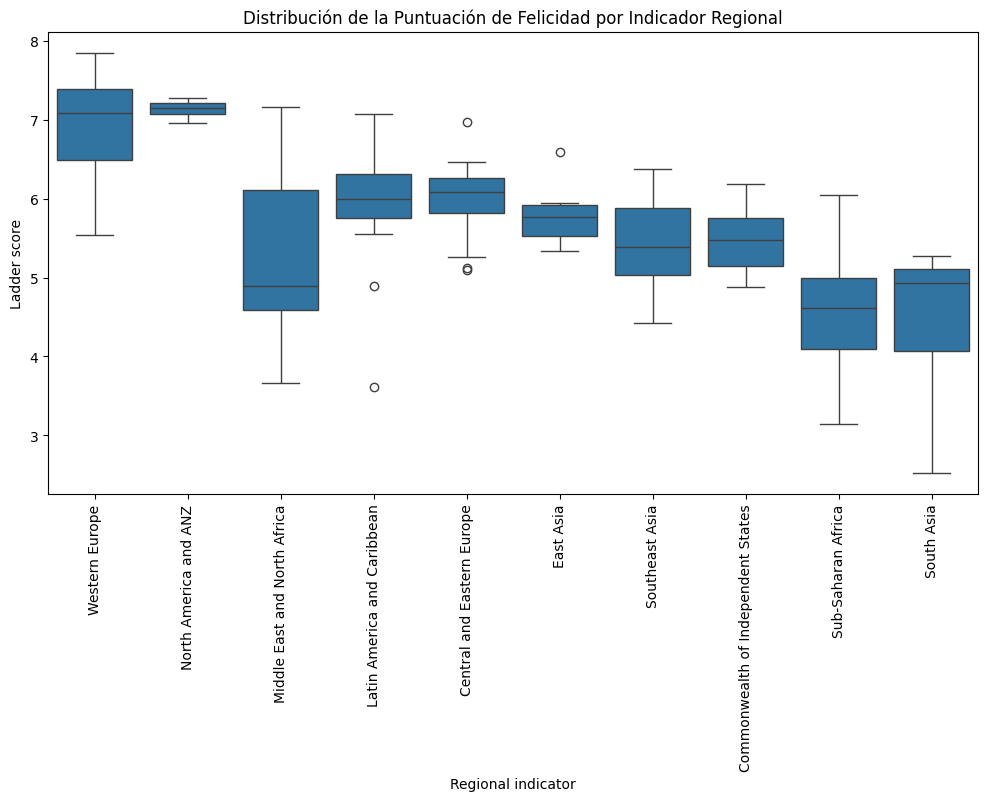 Distribución de la Puntuación de Felicidad por Indicador Regional
Ladder score
8
7
6
5
4
3
Western Europe
North America and ANZ
Middle East and North Africa
Latin America and Caribbean
Central and Eastern Europe
East Asia
Southeast Asia
Commonwealth of Independent States
Sub-Saharan Africa
South Asia
Regional indicator